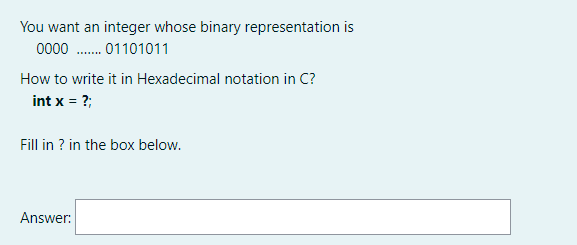 You want an integer whose binary representation is
0000 ....... 01101011
How to write it in Hexadecimal notation in C?
int x = ?;
Fill in ? in the box below.
Answer: